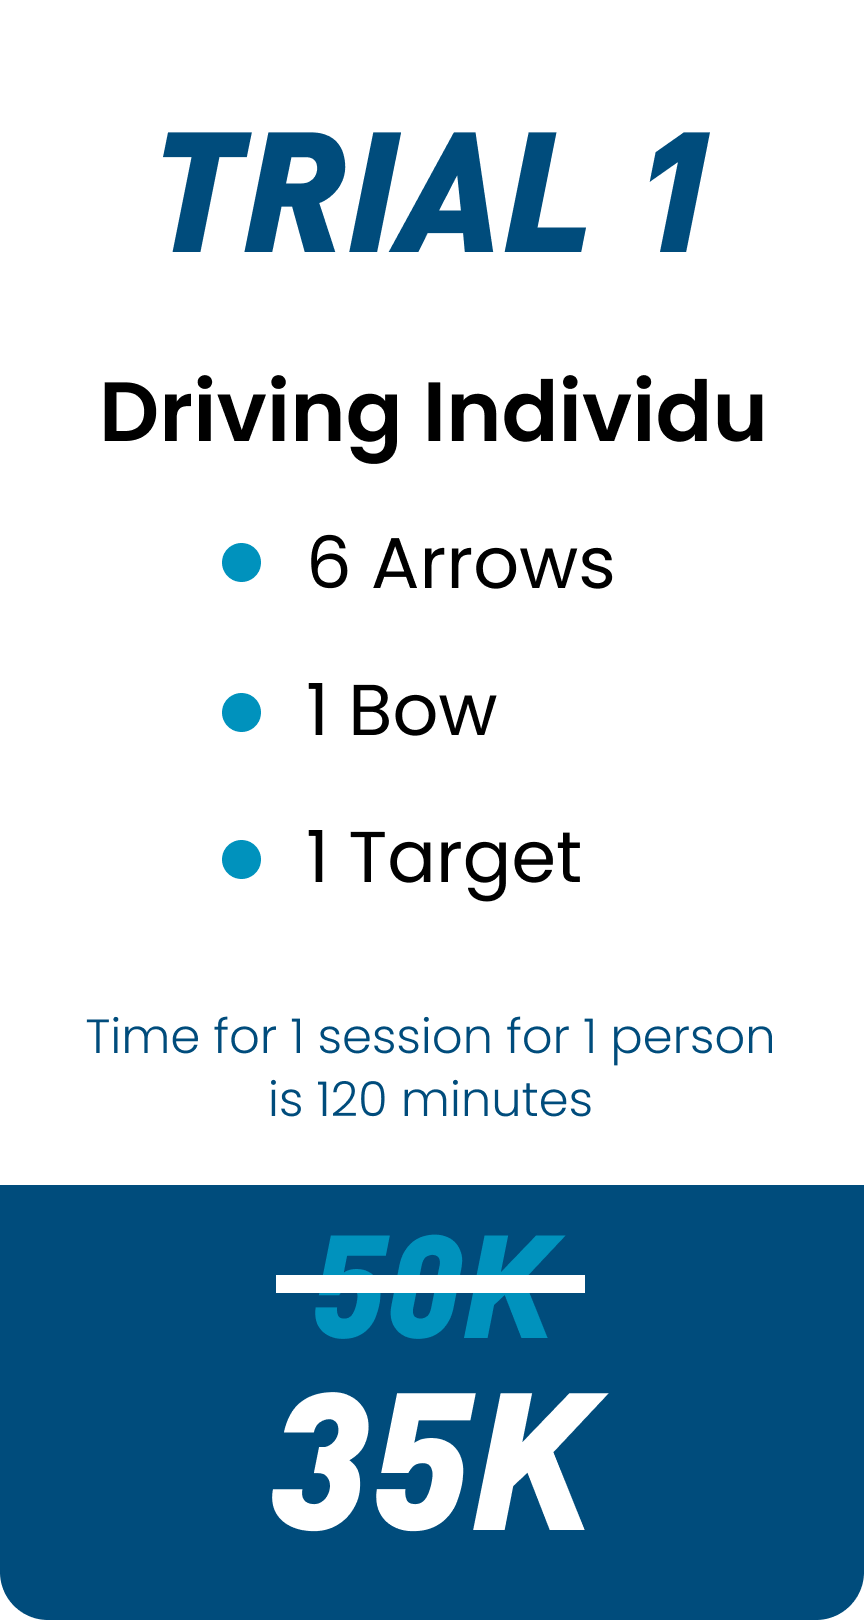 TRIAL 1
Driving Individu
6 Arrows
1 Bow
1 Target
Time for 1 session for 1 person
is 120 minutes
50K
35K